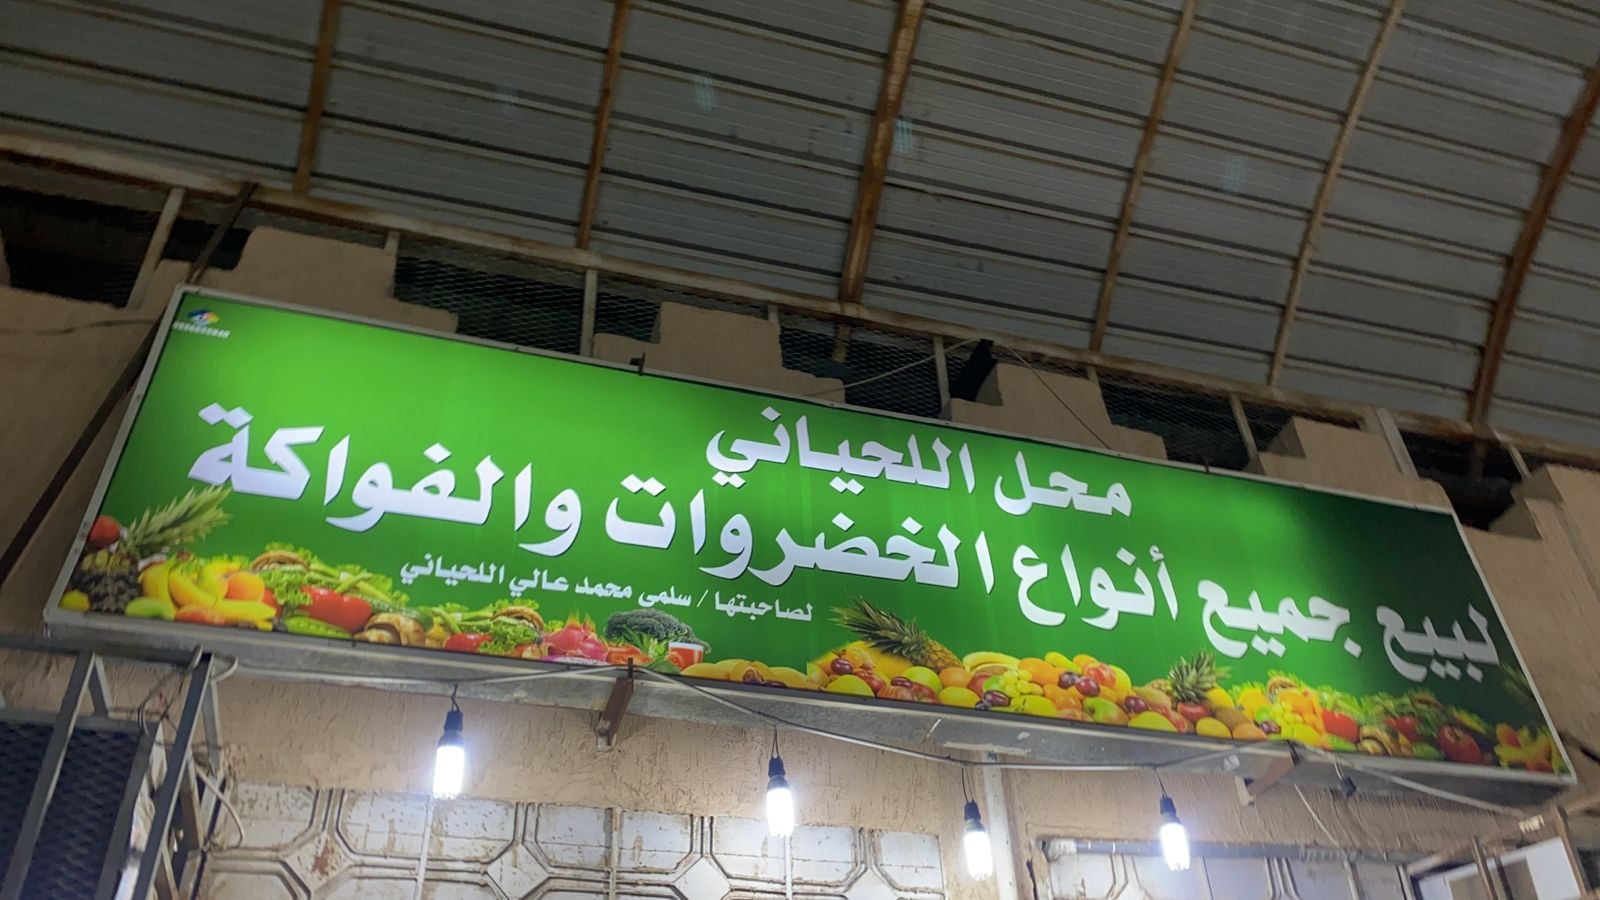 محل اللحياني
لبيع جميع أنواع الخضروات والفواكة
لصاحبتها / سلمى محمد عالي اللحياني